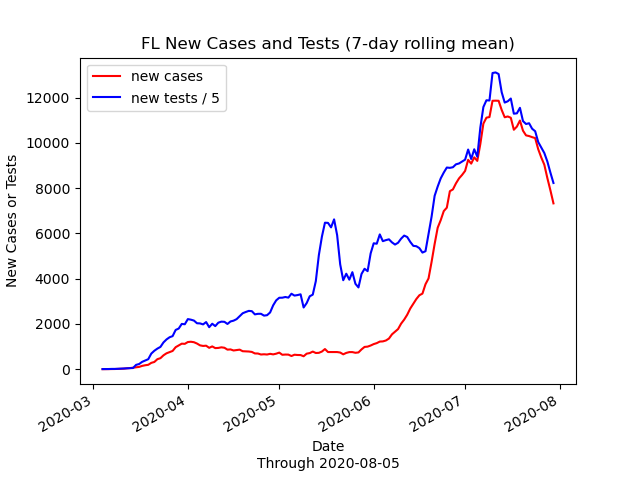 FL New Cases and Tests (7-day rolling mean)
new cases
new tests / 5
New Cases or Tests
12000
10000
8000
6000
4000
2000
0
2020-03
2020-04
2020-05
2020-06
2020-07
2020-08
Date
Through 2020-08-05